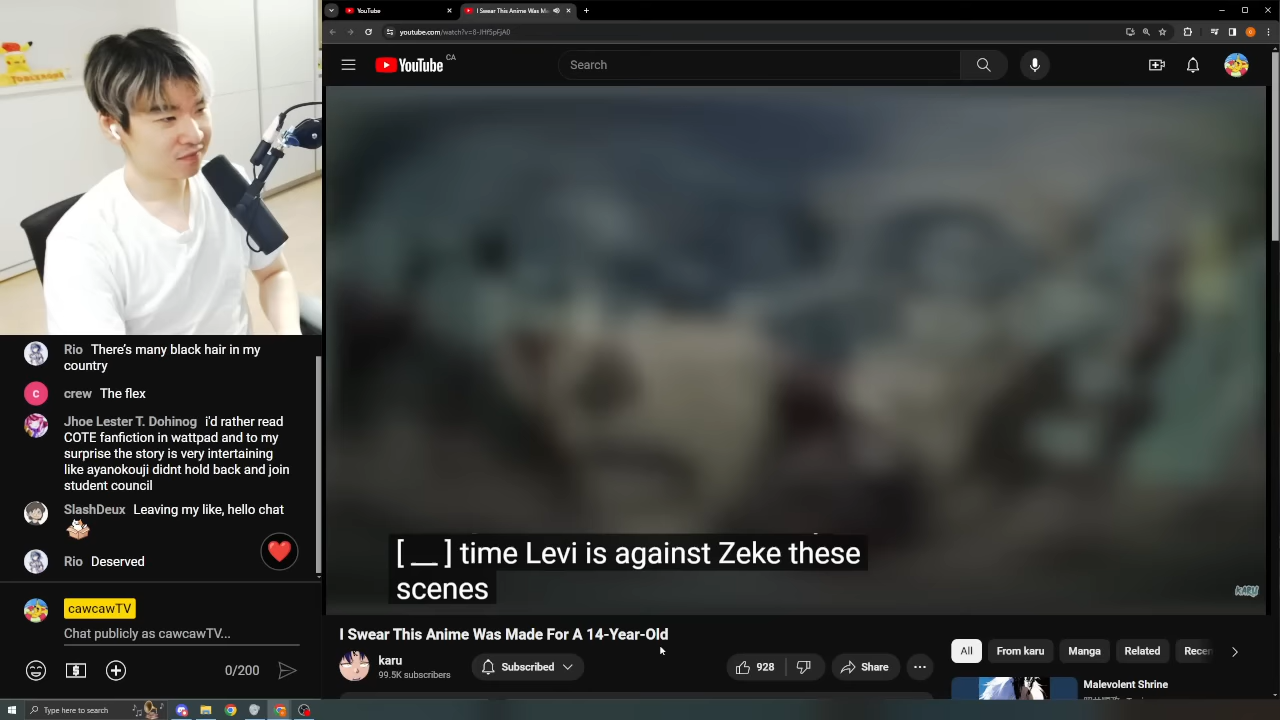 YouTube
I Swear This Anime Was M
youtube.com/watch?v=8-JHf5pFjA0
YouTube CA
Search
Rio There's many black hair in my
country
crew The flex
Jhoe Lester T. Dohinog i'd rather read
COTE fanfiction in wattpad and to my
surprise the story is very intertaining
like ayanokouji didnt hold back and join
student council
SlashDeux Leaving my like, hello chat
Rio Deserved
cawcawTV
Chat publicly as cawcawTV...
0/200
[ __ ] time Levi is against Zeke these
scenes
KARU
I Swear This Anime Was Made For A 14-Year-Old
karu
99.5K subscribers
Subscribed
928
Share
All
From karu
Manga
Related
Recen
Malevolent Shrine
Type here to search